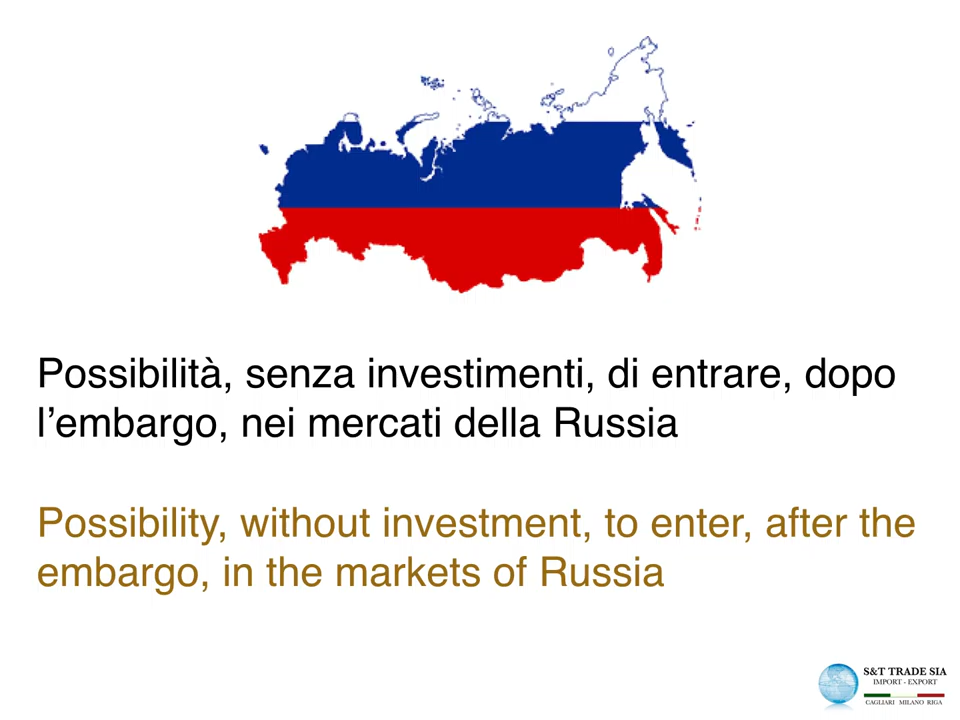 Possibilità, senza investimenti, di entrare, dopo
l’embargo, nei mercati della Russia
Possibility, without investment, to enter, after the
embargo, in the markets of Russia
S&T TRADE SIA
IMPORT - EXPORT
CAGLIARI MILANO RIGA